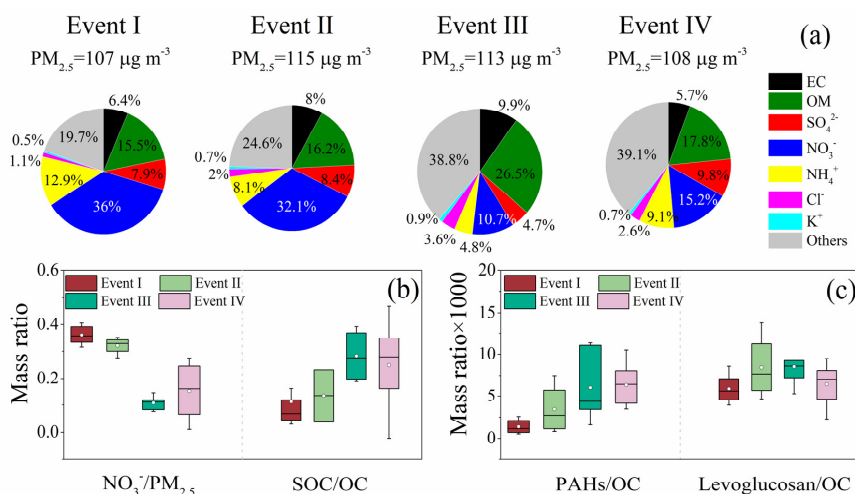 Event I Event II Event III Event IV (a)
PM2.5=107 μg m-3 PM2.5=115 μg m-3 PM2.5=113 μg m-3 PM2.5=108 μg m-3
6.4% 15.5% 7.9% 36% 12.9% 1.1% 0.5% 19.7%
8% 16.2% 8.4% 32.1% 8.1% 2% 0.7% 24.6%
9.9% 26.5% 4.7% 10.7% 4.8% 3.6% 0.9% 38.8%
5.7% 17.8% 9.8% 15.2% 9.1% 2.6% 0.7% 39.1%
EC
OM
SO4 2-
NO3-
NH4+
Cl-
K+
Others
(b)
Event I Event II
Event III Event IV
Mass ratio
0.6
0.4
0.2
0.0
NO3-/PM2.5 SOC/OC
(c)
Event I Event II
Event III Event IV
Mass ratio×1000
20
15
10
5
0
PAHs/OC Levoglucosan/OC